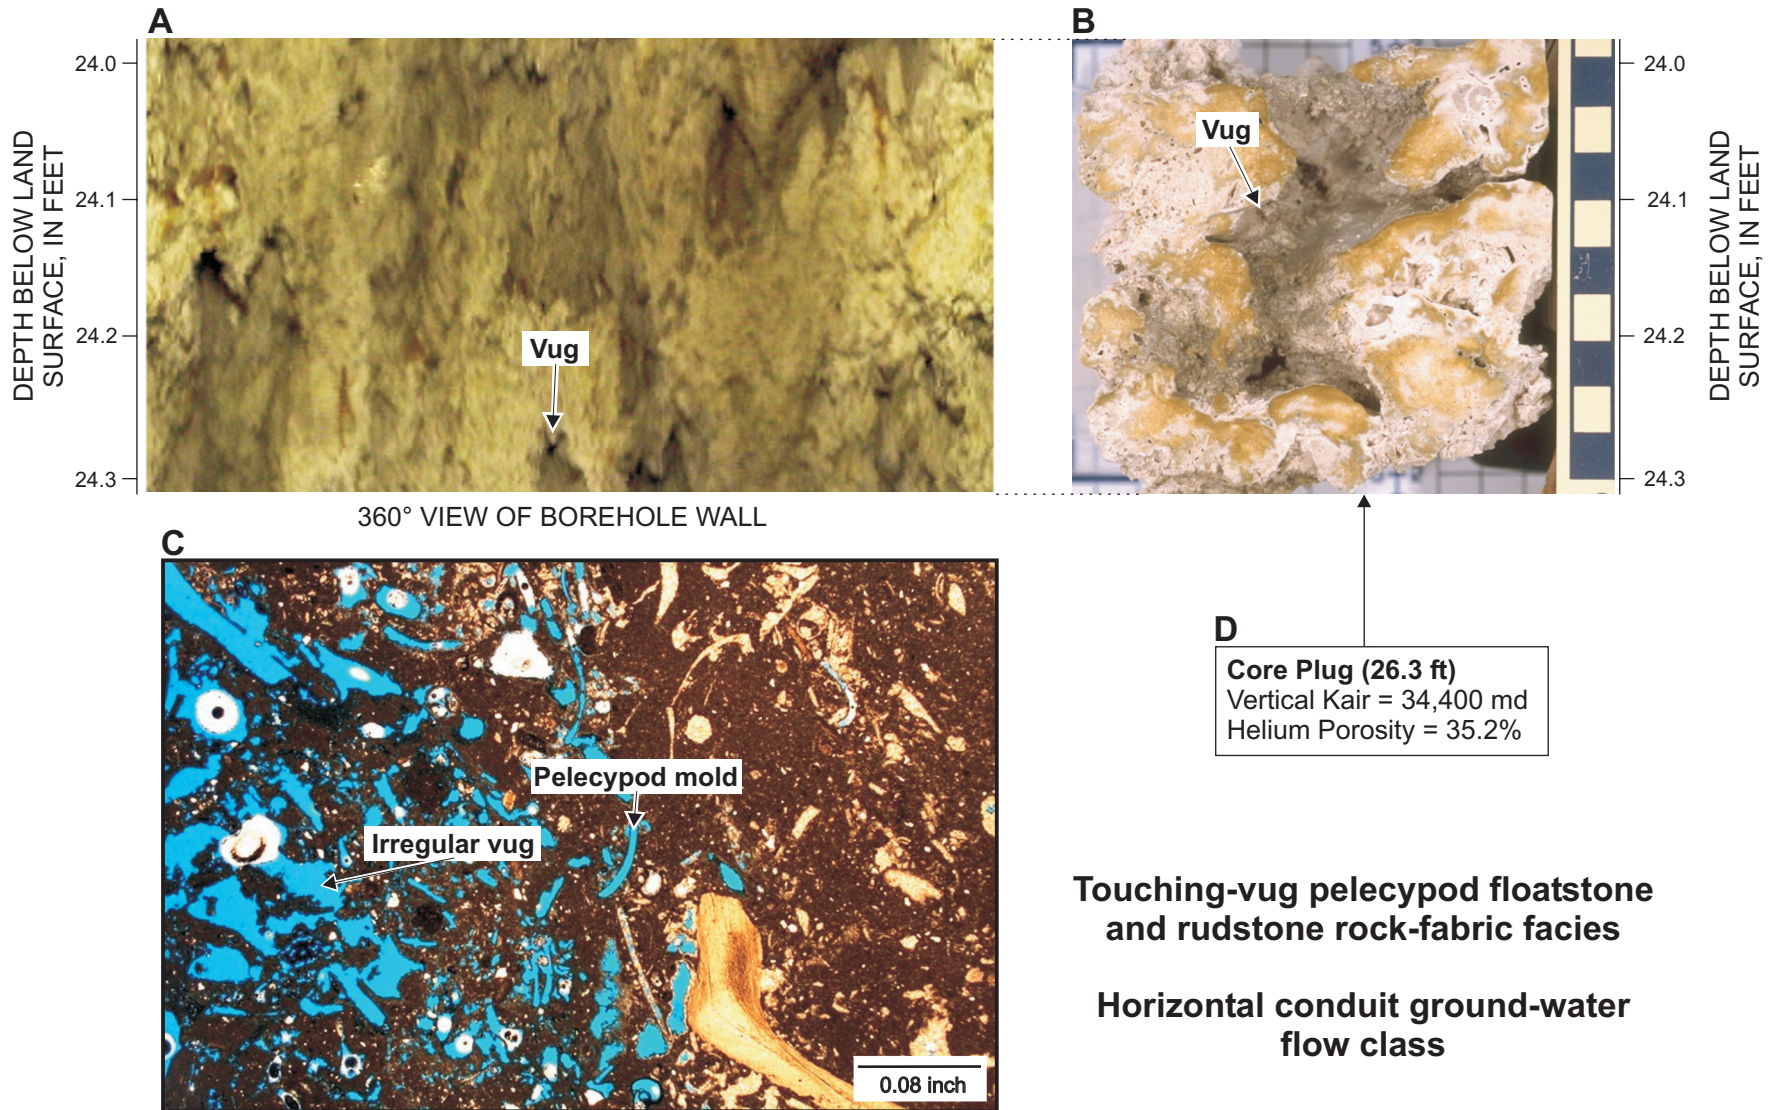 A
B
24.0
24.1
24.2
24.3
DEPTH BELOW LAND
SURFACE, IN FEET
Vug
Vug
24.0
24.1
24.2
24.3
DEPTH BELOW LAND
SURFACE, IN FEET
360° VIEW OF BOREHOLE WALL
C
Pelecypod mold
Irregular vug
0.08 inch
D
Core Plug (26.3 ft)
Vertical Kair = 34,400 md
Helium Porosity = 35.2%
Touching-vug pelecypod floatstone
and rudstone rock-fabric facies
Horizontal conduit ground-water
flow class